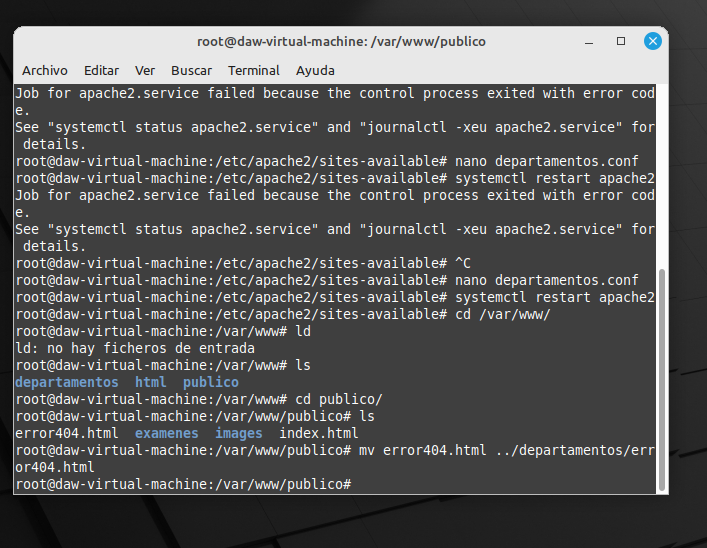 root@daw-virtual-machine: /var/www/publico
Archivo Editar Ver Buscar Terminal Ayuda
Job for apache2.service failed because the control process exited with error cod
e.
See "systemctl status apache2.service" and "journalctl -xeu apache2.service" for
 details.
root@daw-virtual-machine:/etc/apache2/sites-available# nano departamentos.conf
root@daw-virtual-machine:/etc/apache2/sites-available# systemctl restart apache2
Job for apache2.service failed because the control process exited with error cod
e.
See "systemctl status apache2.service" and "journalctl -xeu apache2.service" for
 details.
root@daw-virtual-machine:/etc/apache2/sites-available# ^C
root@daw-virtual-machine:/etc/apache2/sites-available# nano departamentos.conf
root@daw-virtual-machine:/etc/apache2/sites-available# systemctl restart apache2
root@daw-virtual-machine:/etc/apache2/sites-available# cd /var/www/
root@daw-virtual-machine:/var/www# ld
ld: no hay ficheros de entrada
root@daw-virtual-machine:/var/www# ls
departamentos  html  publico
root@daw-virtual-machine:/var/www# cd publico/
root@daw-virtual-machine:/var/www/publico# ls
error404.html  examenes  images  index.html
root@daw-virtual-machine:/var/www/publico# mv error404.html ../departamentos/err
or404.html
root@daw-virtual-machine:/var/www/publico#